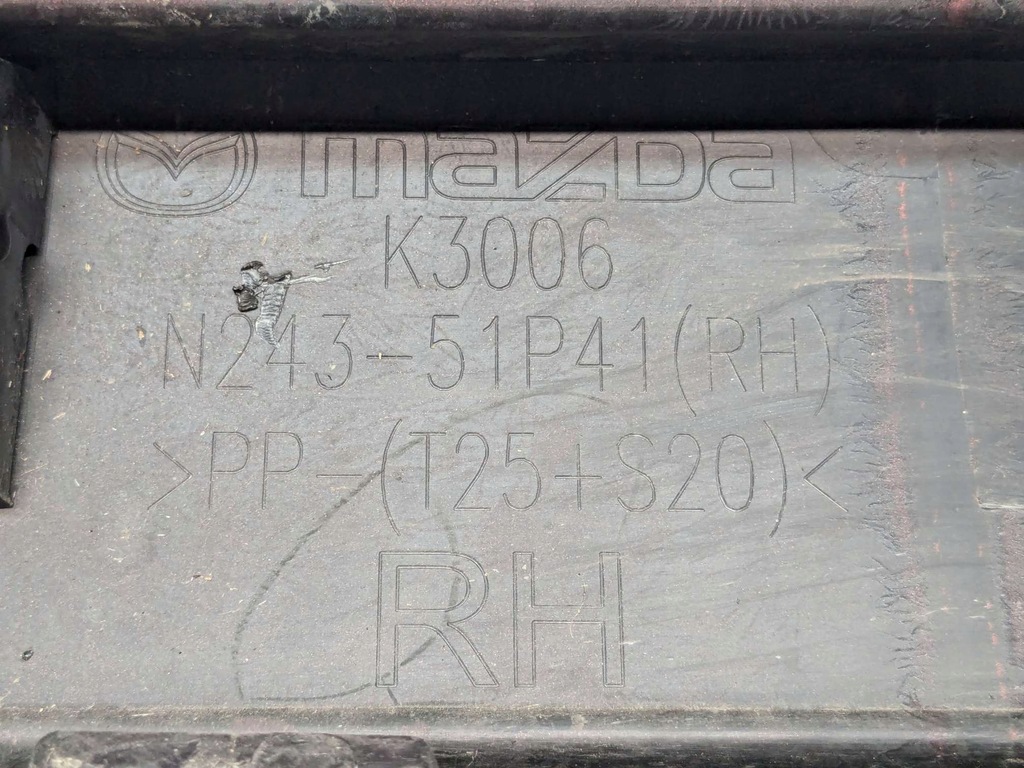 mazda
K3006
N243-51P41(RH)
>PP-(T25+S20)<
RH